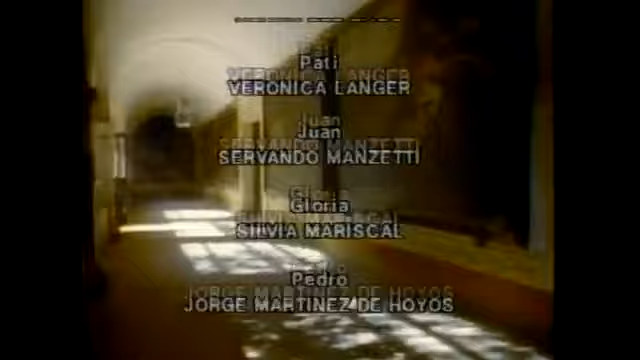 Pati
VERONICA LANGER
Juan
SERVANDO MANZETTI
Gloria
SILVIA MARISCAL
Pedro
JORGE MARTINEZ DE HOYOS